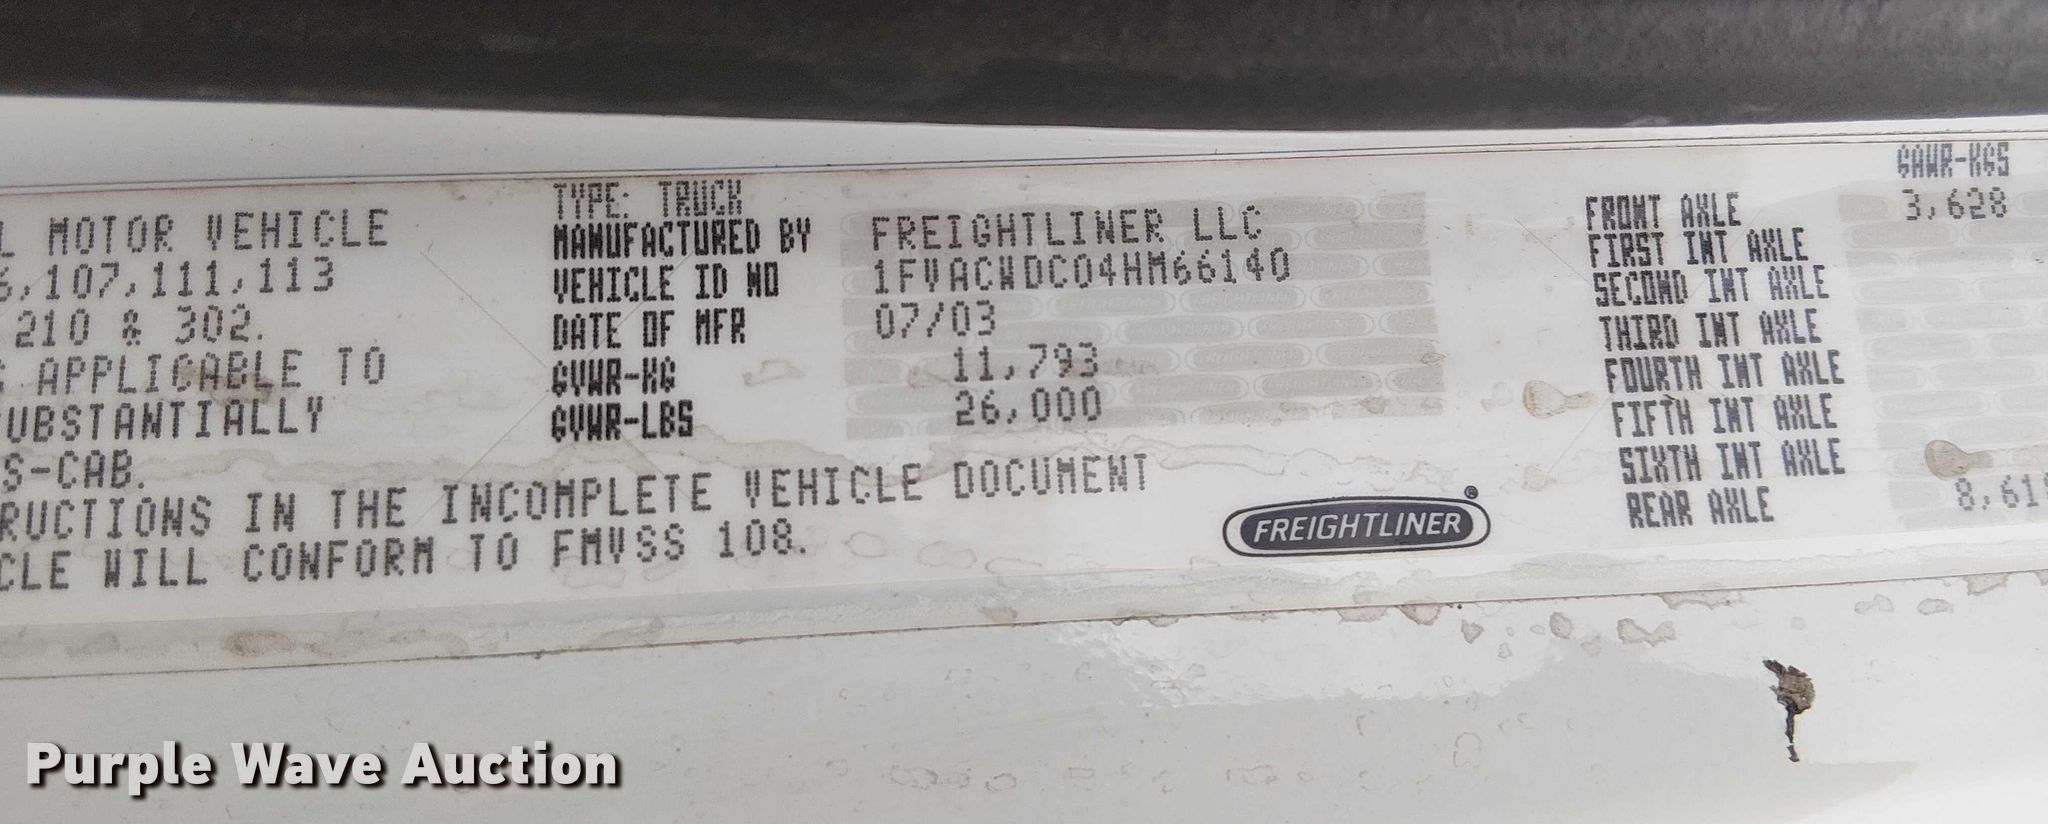 L MOTOR VEHICLE
,107,111,113
210 & 302.
APPLICABLE TO
UBSTANTIALLY
S-CAB.
RUCTIONS IN THE INCOMPLETE VEHICLE DOCUMENT
CLE WILL CONFORM TO FMVSS 108.
TYPE: TRUCK
MANUFACTURED BY FREIGHTLINER LLC
VEHICLE ID NO 1FVACWDC04HM66140
DATE OF MFR 07/03
GVWR-KG 11,793
GVWR-LBS 26,000
FREIGHTLINER®
GAWR-KGS
FRONT AXLE 3,628
FIRST INT AXLE
SECOND INT AXLE
THIRD INT AXLE
FOURTH INT AXLE
FIFTH INT AXLE
SIXTH INT AXLE
REAR AXLE 8,61
Purple Wave Auction